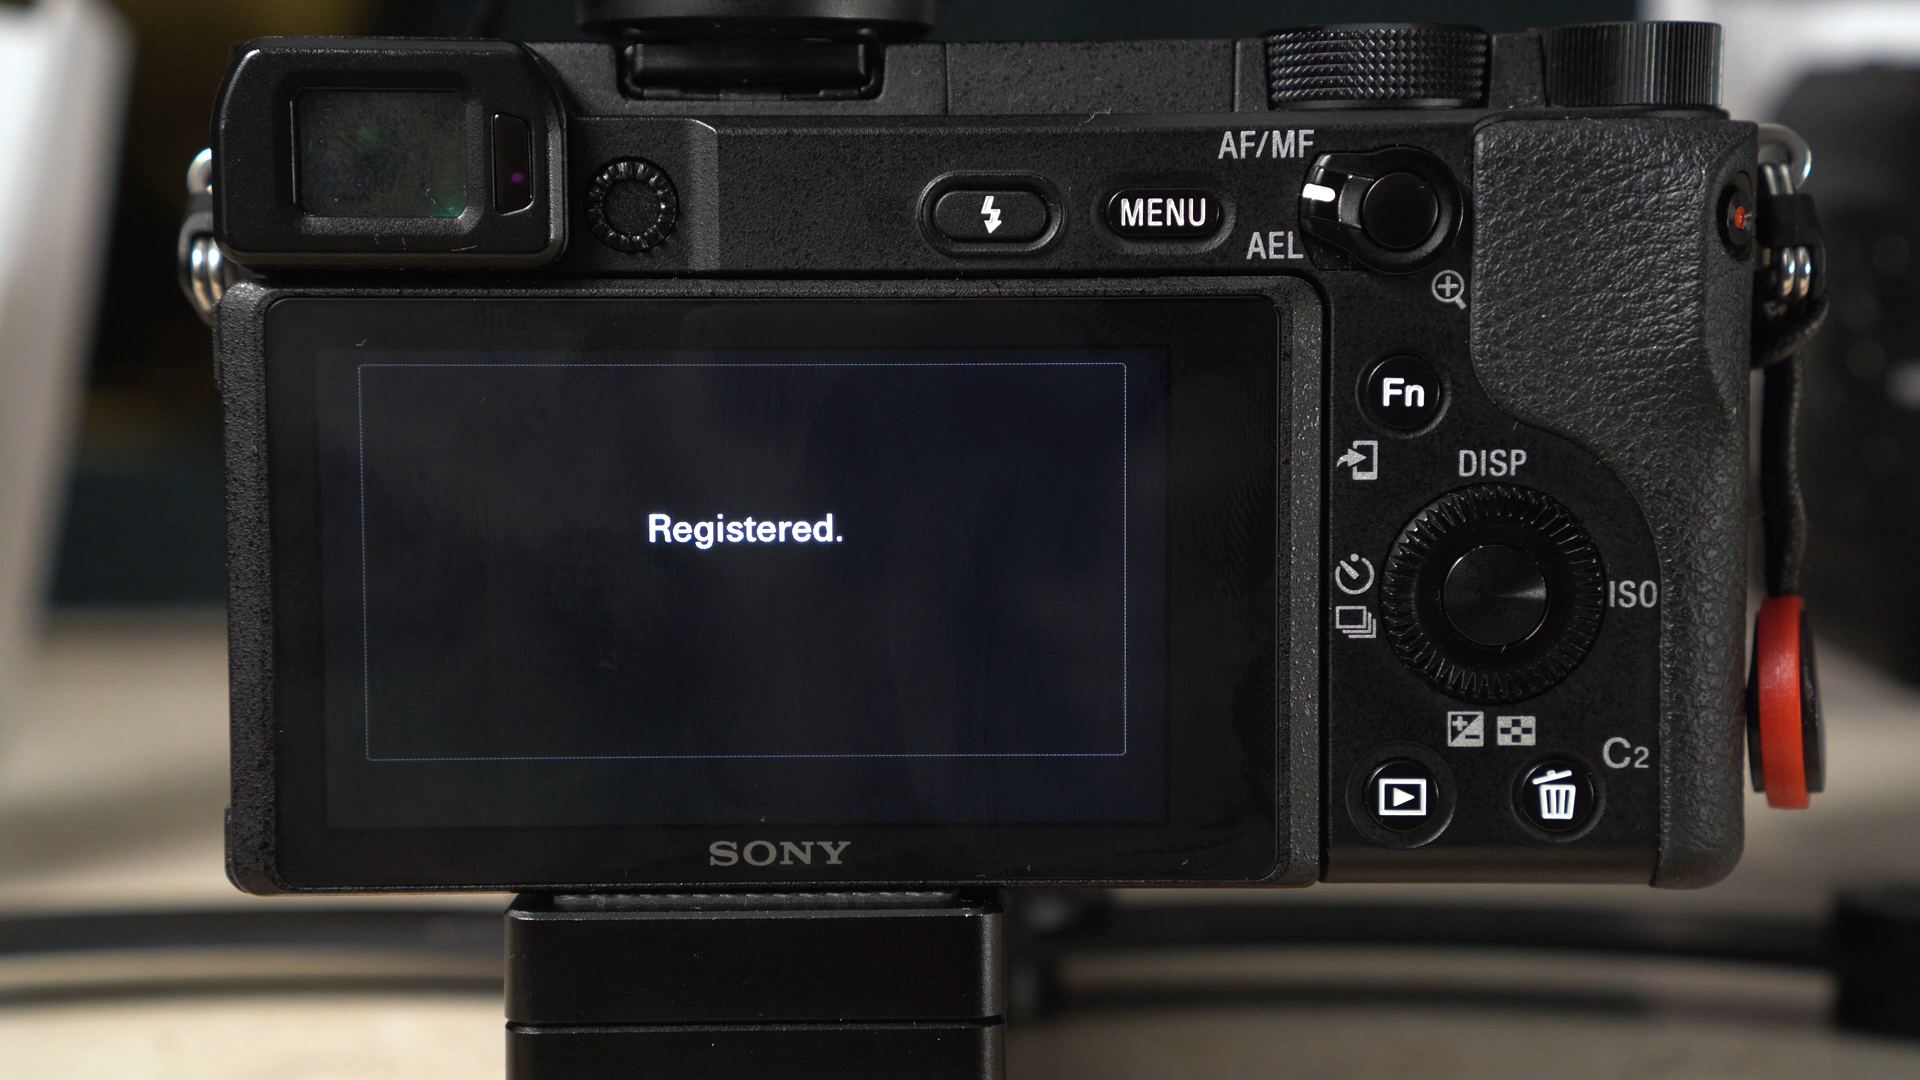 AF/MF
MENU
AEL
Fn
DISP
Registered.
ISO
C2
SONY